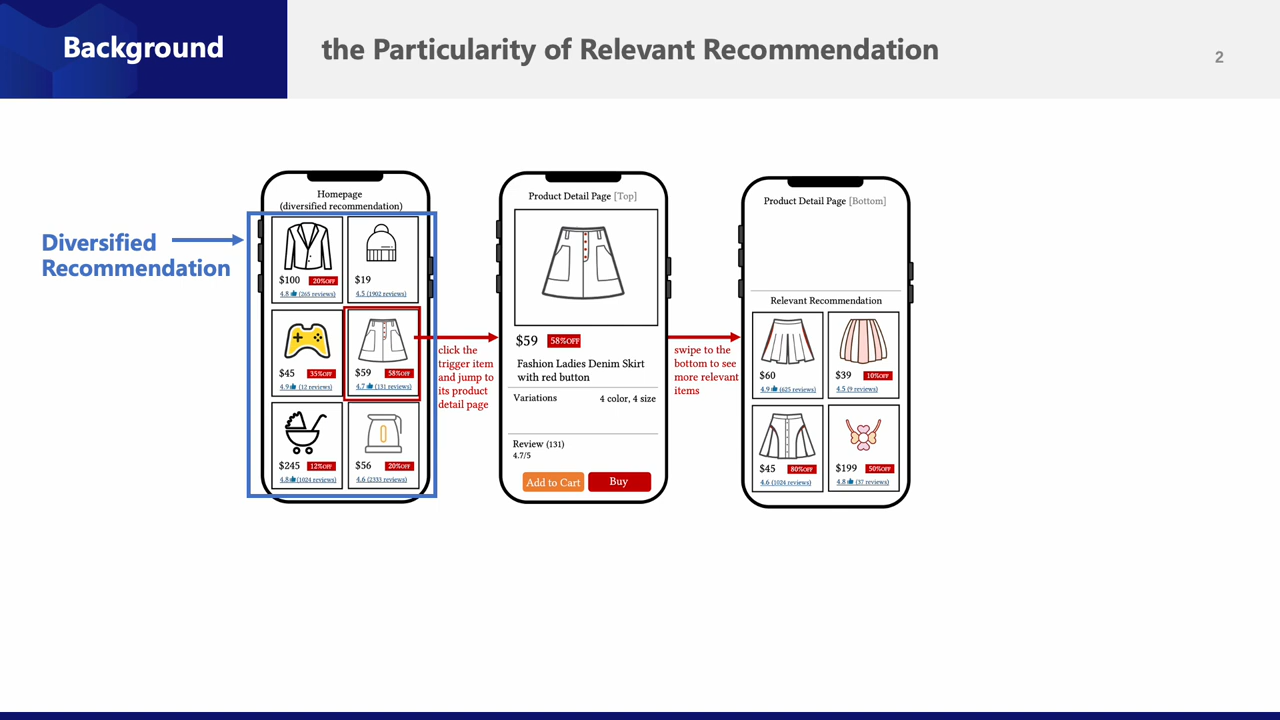 Background
the Particularity of Relevant Recommendation
2
Diversified
Recommendation
Homepage
(diversified recommendation)
$100 20%OFF
4.8 (265 reviews)
$19
4.5 (1902 reviews)
$45 35%OFF
4.9 (12 reviews)
$59 58%OFF
4.7 (131 reviews)
$245 12%OFF
4.8 (1024 reviews)
$56 20%OFF
4.6 (2333 reviews)
click the
trigger item
and jump to
its product
detail page
Product Detail Page [Top]
$59 58%OFF
Fashion Ladies Denim Skirt
with red button
Variations 4 color, 4 size
Review (131)
4.7/5
Add to Cart
Buy
swipe to the
bottom to see
more relevant
items
Product Detail Page [Bottom]
Relevant Recommendation
$60
4.9 (625 reviews)
$39 10%OFF
4.5 (9 reviews)
$45 80%OFF
4.6 (1024 reviews)
$199 50%OFF
4.8 (37 reviews)